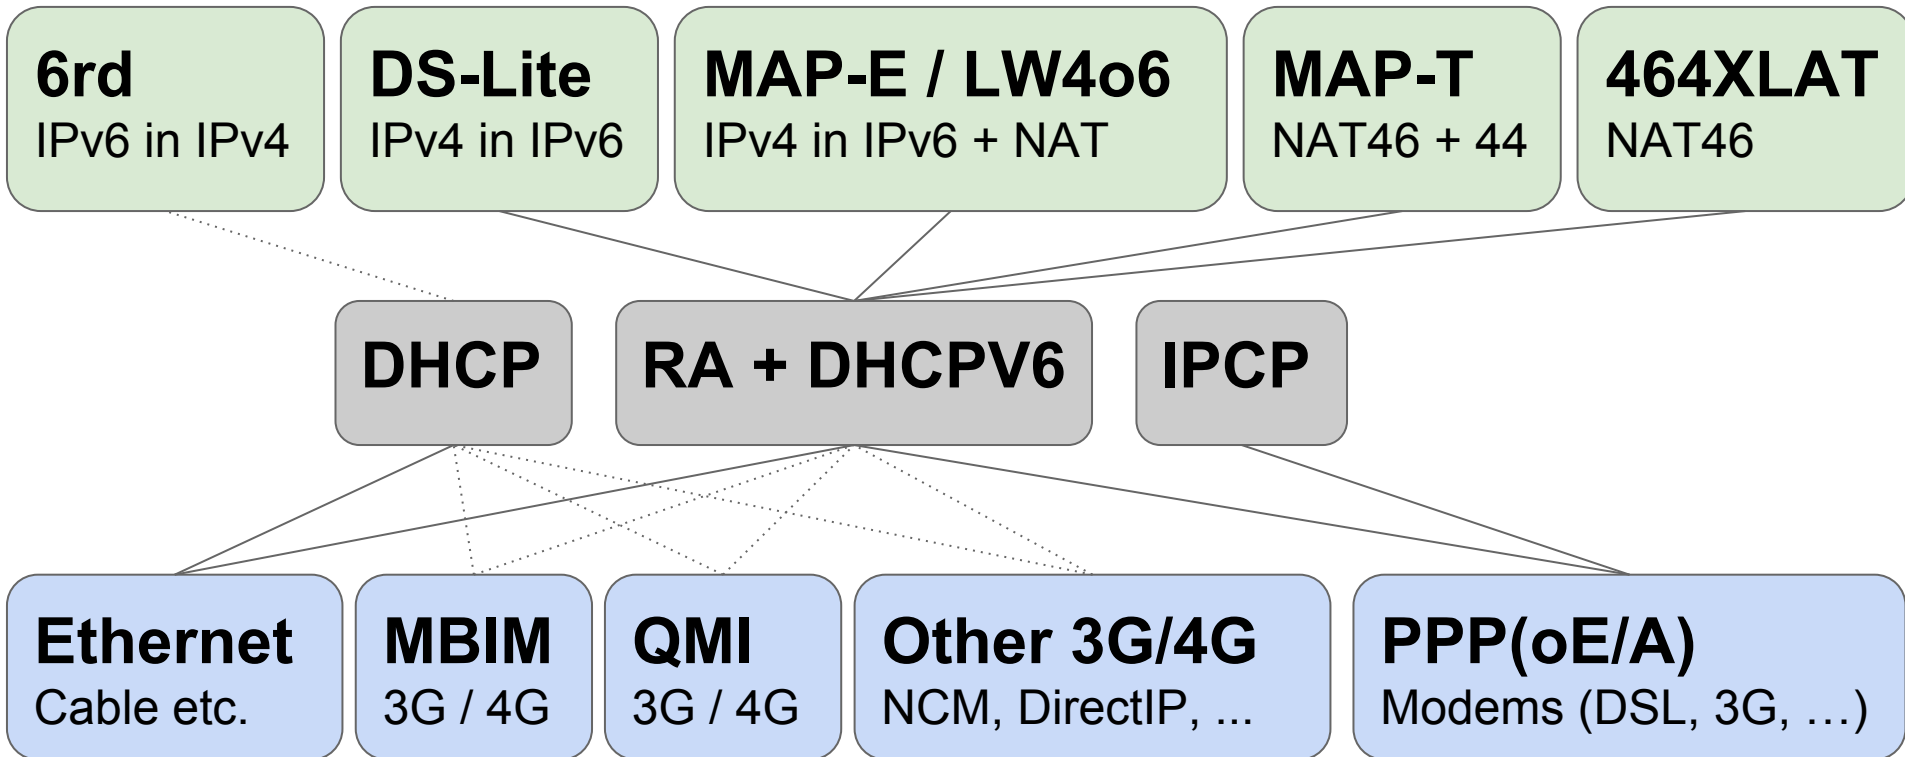 6rd
IPv6 in IPv4
DS-Lite
IPv4 in IPv6
MAP-E / LW4o6
IPv4 in IPv6 + NAT
MAP-T
NAT46 + 44
464XLAT
NAT46
DHCP
RA + DHCPV6
IPCP
Ethernet
Cable etc.
MBIM
3G / 4G
QMI
3G / 4G
Other 3G/4G
NCM, DirectIP, ...
PPP(oE/A)
Modems (DSL, 3G, …)